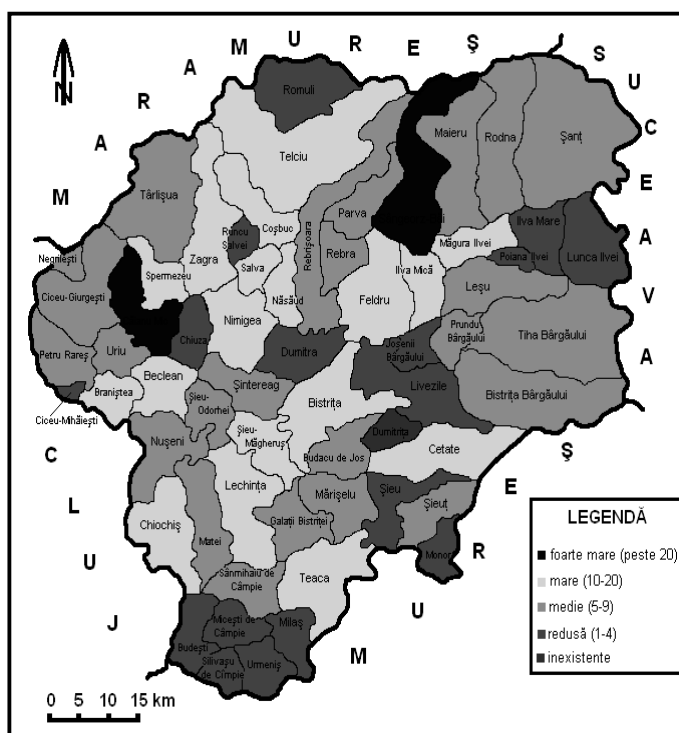 MARAMUREŞ
SUCEAVA
N
Romuli
Telciu
Maieru
Rodna
Şanţ
Târlişua
Parva
Coşbuc
Runcu
Salvei
Rebrişoara
Rebra
Măgura Ilvei
Ilva Mare
Poiana Ilvei
Lunca Ilvei
Negrileşti
Spermezeu
Zagra
Salva
Năsăud
Feldru
Ilva Mică
Leşu
Ciceu-Giurgeşti
Nimigea
Chiuza
Dumitra
Josenii
Bârgăului
Prundu
Bârgăului
Tiha Bârgăului
Petru Rareş
Uriu
Beclean
Şintereag
Livezile
Bistriţa Bârgăului
Braniştea
Ciceu-Mihăieşti
Şieu-
Odorhei
Bistriţa
Dumitriţa
Nuşeni
Şieu-
Măgheruş
Budacu de Jos
Cetate
Lechinţa
Mărişelu
Şieu
Şieuţ
Chiochiş
Matei
Galaţii Bistriţei
Monor
Sânmihaiu de
Câmpie
Teaca
Miceşti de
Câmpie
Milaş
Budeşti
Silivaşu
de Cîmpie
Urmeniş
CLUJ
MUREŞ
LEGENDĂ
foarte mare (peste 20)
mare (10-20)
medie (5-9)
redusă (1-4)
inexistente
0 5 10 15 km